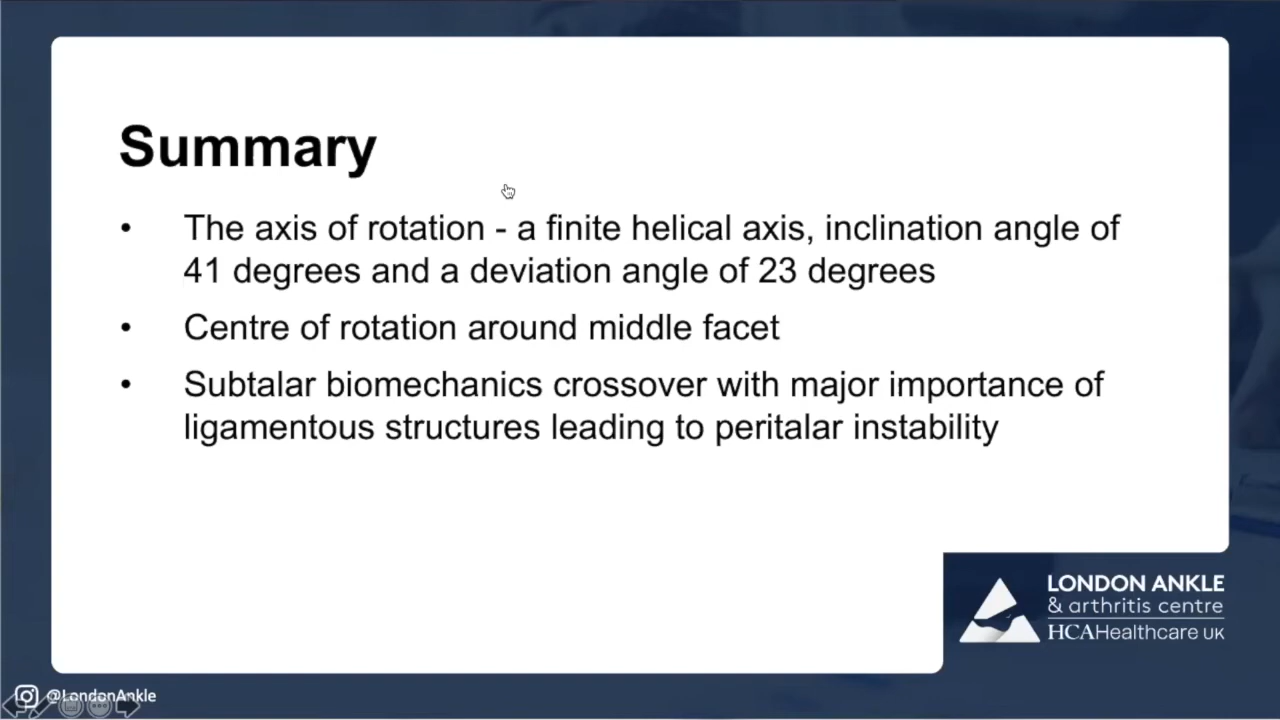 Summary
• The axis of rotation - a finite helical axis, inclination angle of
41 degrees and a deviation angle of 23 degrees
• Centre of rotation around middle facet
• Subtalar biomechanics crossover with major importance of
ligamentous structures leading to peritalar instability
LONDON ANKLE
& arthritis centre
HCAHealthcare UK
@LondonAnkle